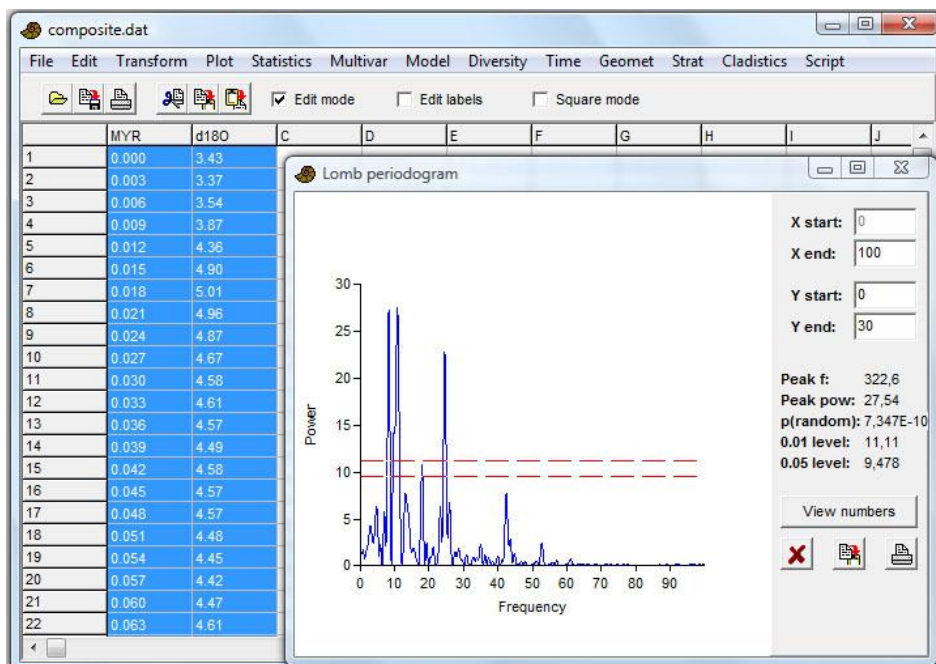 composite.dat
File Edit Transform Plot Statistics Multivar Model Diversity Time Geomet Strat Cladistics Script
Edit mode Edit labels Square mode
MYR d18O C D E F G H I J
1 0.000 3.43
2 0.003 3.37
3 0.006 3.54
4 0.009 3.87
5 0.012 4.36
6 0.015 4.90
7 0.018 5.01
8 0.021 4.96
9 0.024 4.87
10 0.027 4.67
11 0.030 4.58
12 0.033 4.61
13 0.036 4.57
14 0.039 4.49
15 0.042 4.58
16 0.045 4.57
17 0.048 4.57
18 0.051 4.48
19 0.054 4.45
20 0.057 4.42
21 0.060 4.47
22 0.063 4.61
Lomb periodogram
30
25
20
15
10
5
0
Power
0 10 20 30 40 50 60 70 80 90
Frequency
X start: 0
X end: 100
Y start: 0
Y end: 30
Peak f: 322,6
Peak pow: 27,54
p(random): 7,347E-10
0.01 level: 11,11
0.05 level: 9,478
View numbers